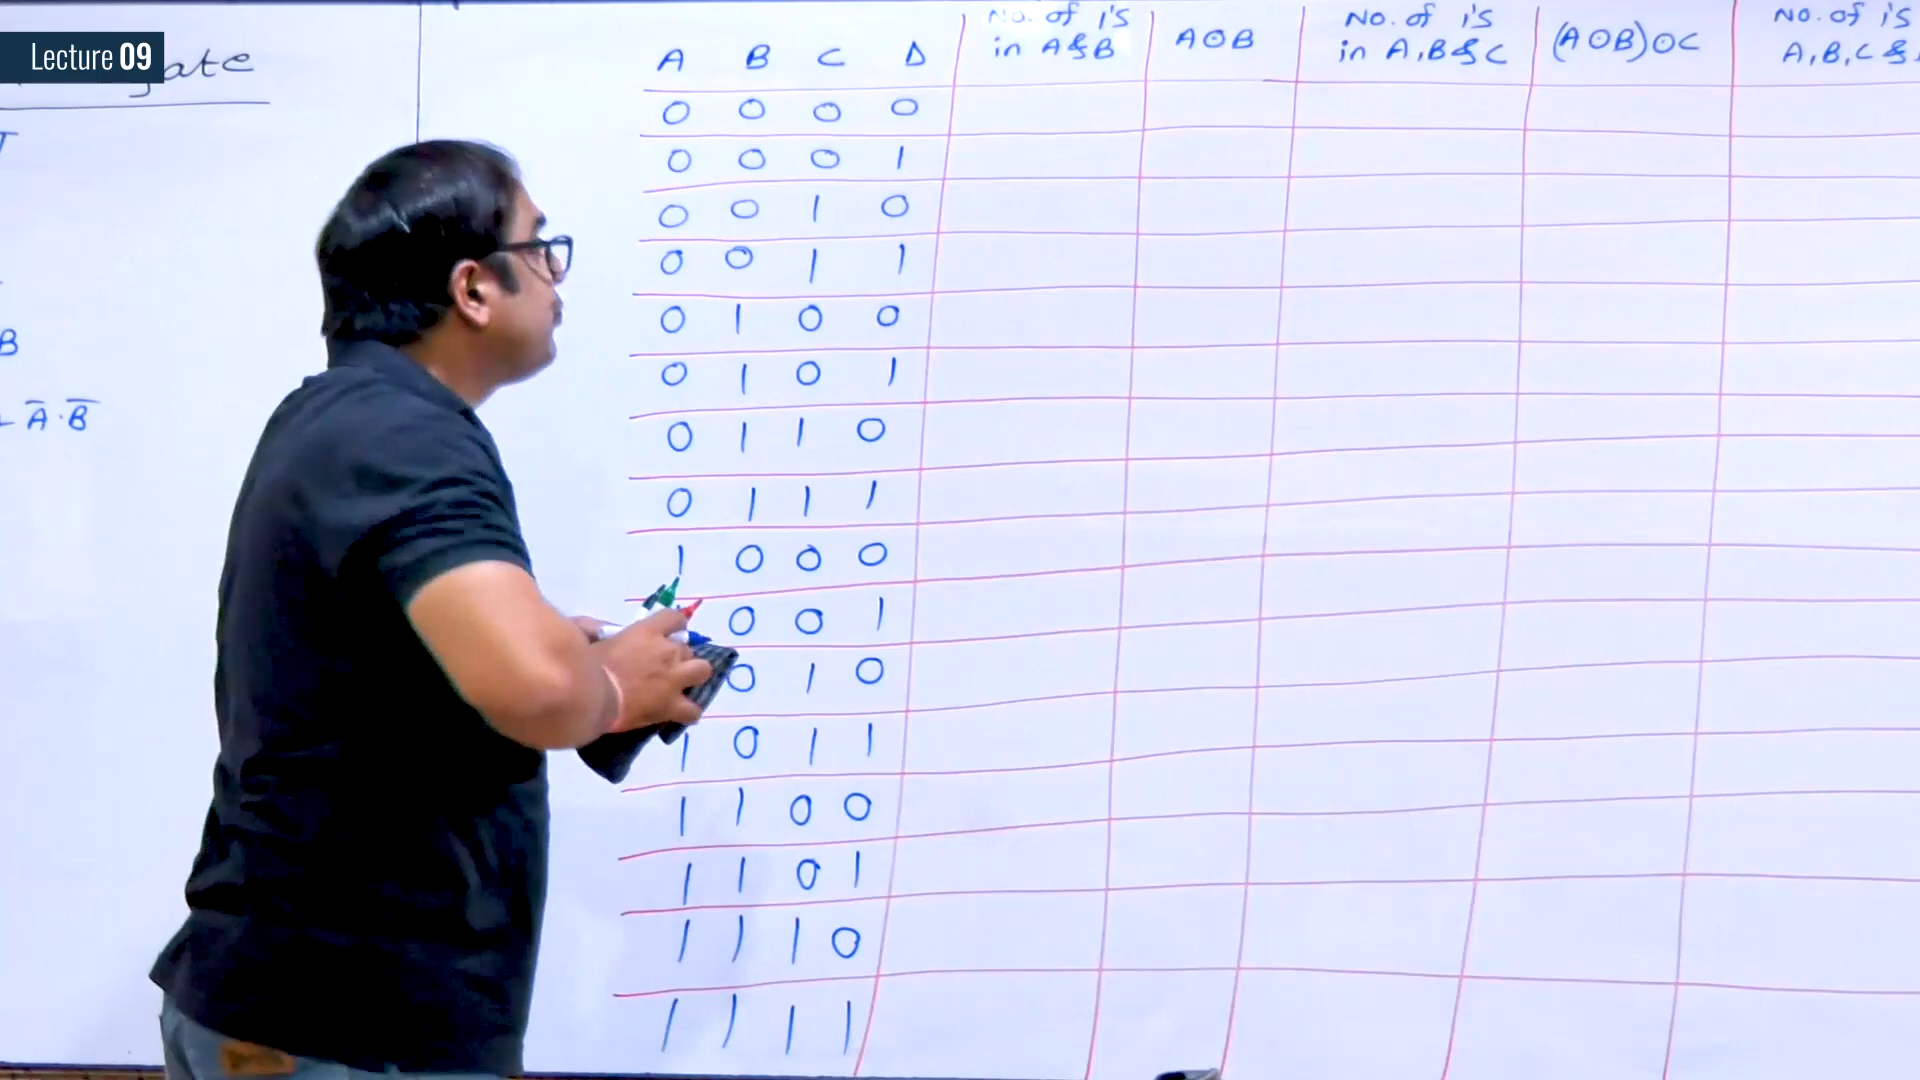 Lecture 09
gate
B
Ā·B̄
A B C D No. of 1's in A&B A⊙B No. of 1's in A,B&C (A⊙B)⊙C No. of 1's A,B,C &
0 0 0 0
0 0 0 1
0 0 1 0
0 0 1 1
0 1 0 0
0 1 0 1
0 1 1 0
0 1 1 1
1 0 0 0
0 0 1
0 1 0
1 0 1 1
1 1 0 0
1 1 0 1
1 1 1 0
1 1 1 1